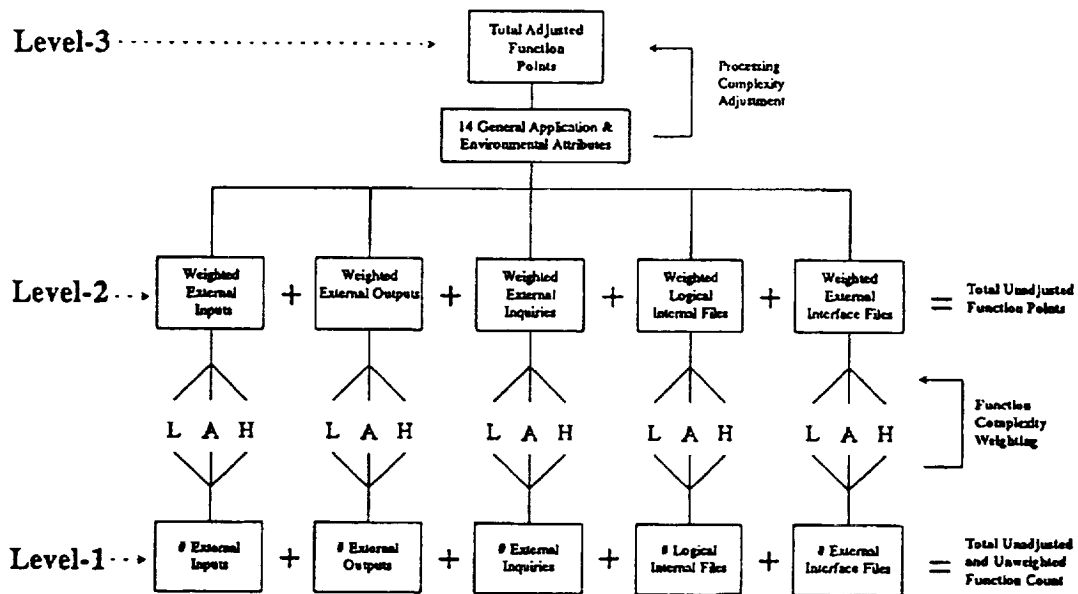 Level-3
Total Adjusted
Function
Points
Processing
Complexity
Adjustment
14 General Application &
Environmental Attributes
Level-2
Weighted
External
Inputs
+
Weighted
External Outputs
+
Weighted
External
Inquiries
+
Weighted
Logical
Internal Files
+
Weighted
External
Interface Files
=
Total Unadjusted
Function Points
L A H
L A H
L A H
L A H
L A H
Function
Complexity
Weighting
Level-1
# External
Inputs
+
# External
Outputs
+
# External
Inquiries
+
# Logical
Internal Files
+
# External
Interface Files
=
Total Unadjusted
and Unweighted
Function Count